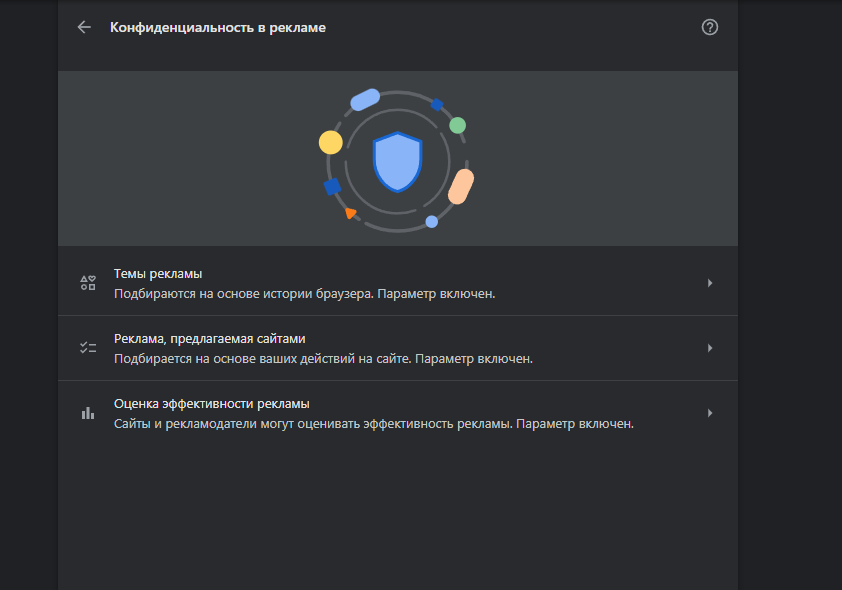 Конфиденциальность в рекламе
Темы рекламы
Подбираются на основе истории браузера. Параметр включен.
Реклама, предлагаемая сайтами
Подбирается на основе ваших действий на сайте. Параметр включен.
Оценка эффективности рекламы
Сайты и рекламодатели могут оценивать эффективность рекламы. Параметр включен.